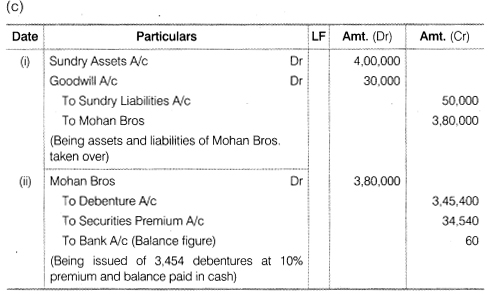 (c)
Date Particulars LF Amt. (Dr) Amt. (Cr)
(i) Sundry Assets A/c Dr 4,00,000
Goodwill A/c Dr 30,000
To Sundry Liabilities A/c 50,000
To Mohan Bros 3,80,000
(Being assets and liabilities of Mohan Bros.
taken over)
(ii) Mohan Bros Dr 3,80,000
To Debenture A/c 3,45,400
To Securities Premium A/c 34,540
To Bank A/c (Balance figure) 60
(Being issued of 3,454 debentures at 10%
premium and balance paid in cash)